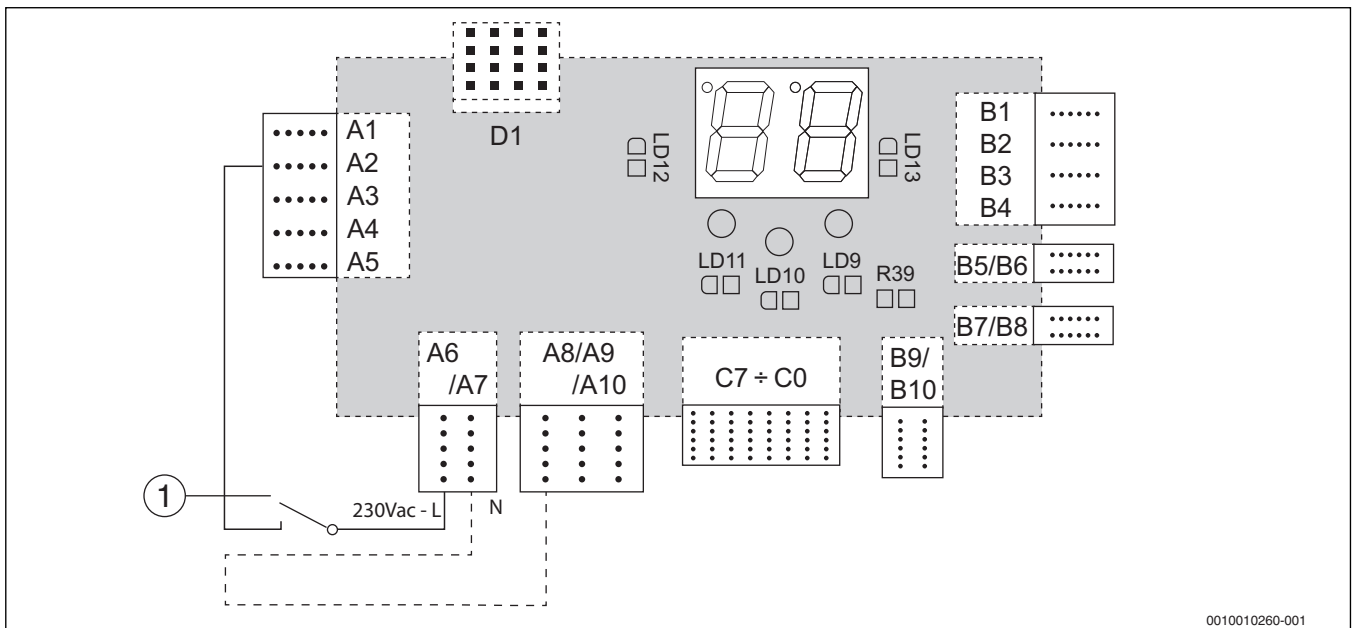 D1
A1
A2
A3
A4
A5
LD12
LD13
B1
B2
B3
B4
LD11
LD10
LD9
R39
B5/B6
B7/B8
A6
/A7
A8/A9
/A10
C7 ÷ C0
B9/
B10
1
230Vac - L
N
0010010260-001